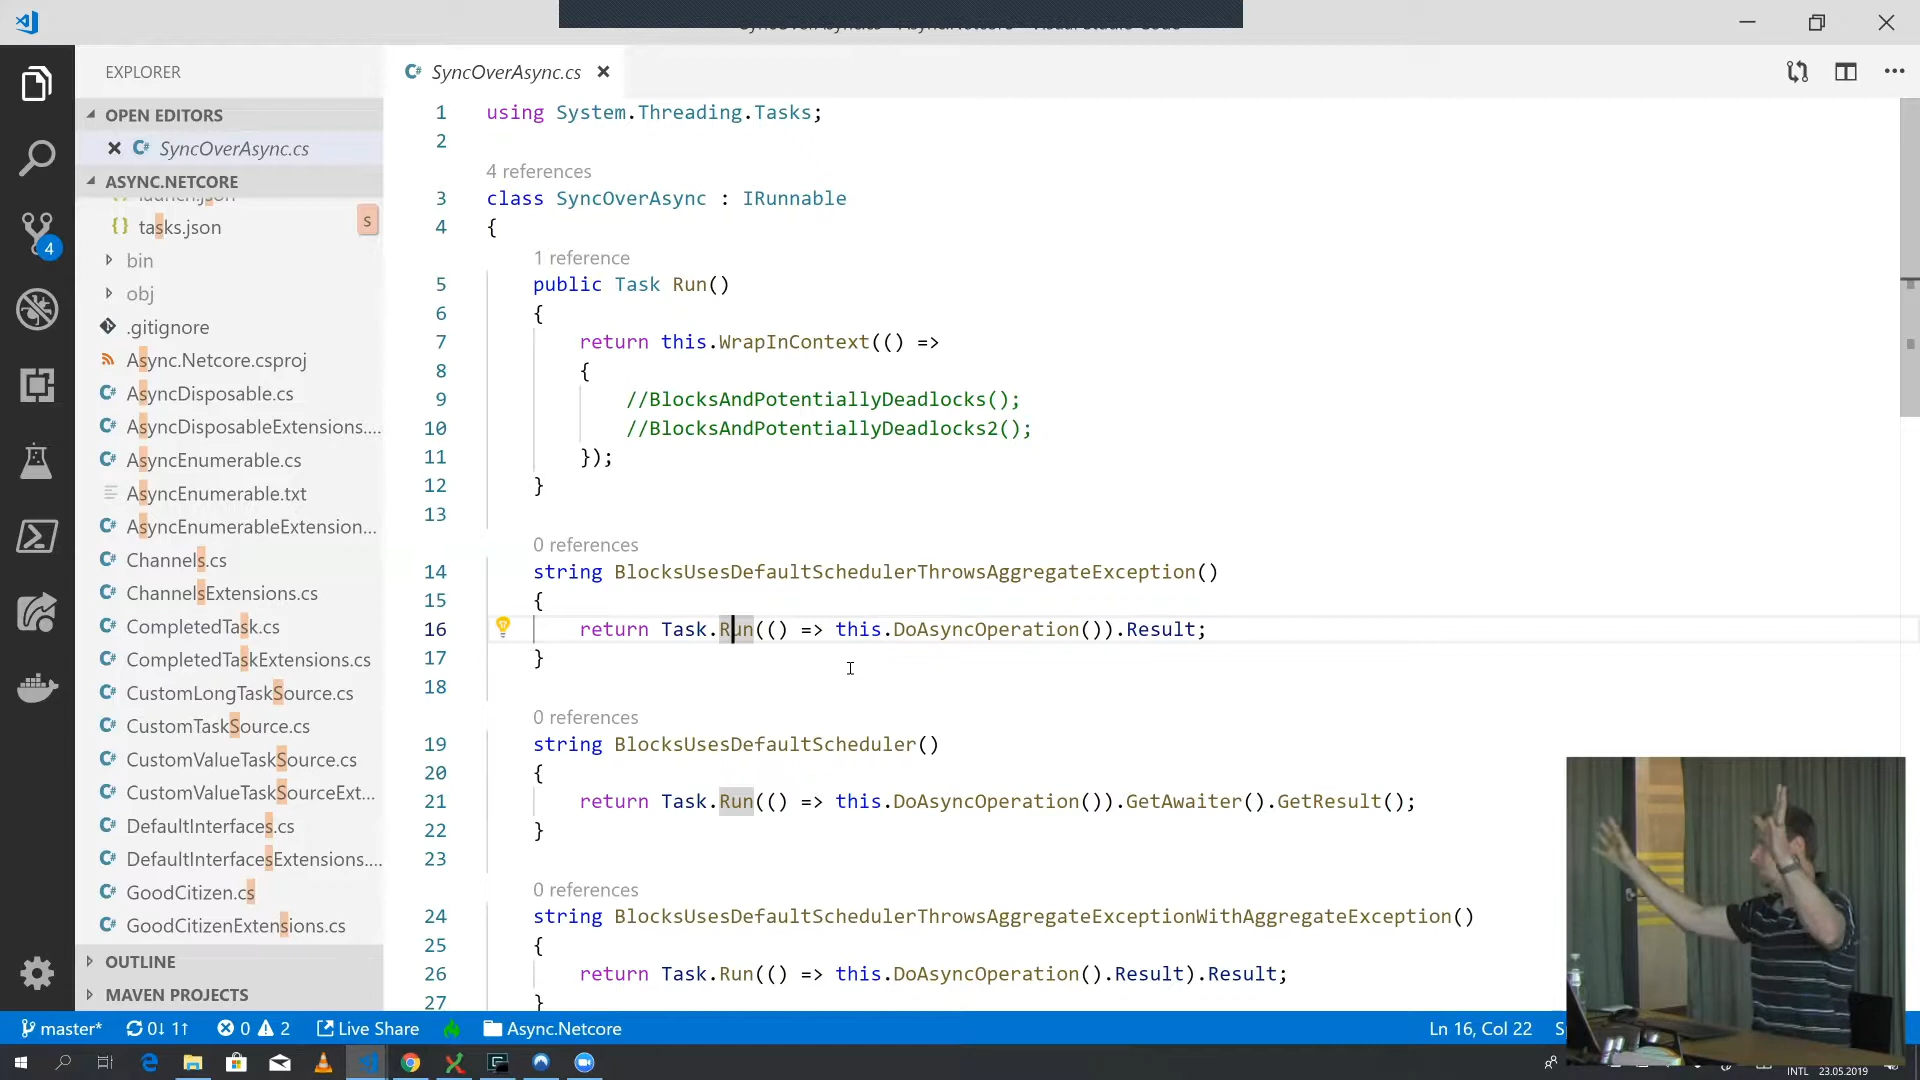 EXPLORER
OPEN EDITORS
SyncOverAsync.cs
ASYNC.NETCORE
launch.json
tasks.json
S
bin
obj
.gitignore
Async.Netcore.csproj
AsyncDisposable.cs
AsyncDisposableExtensions....
AsyncEnumerable.cs
AsyncEnumerable.txt
AsyncEnumerableExtension...
Channels.cs
ChannelsExtensions.cs
CompletedTask.cs
CompletedTaskExtensions.cs
CustomLongTaskSource.cs
CustomTaskSource.cs
CustomValueTaskSource.cs
CustomValueTaskSourceExt...
DefaultInterfaces.cs
DefaultInterfacesExtensions....
GoodCitizen.cs
GoodCitizenExtensions.cs
OUTLINE
MAVEN PROJECTS
4
SyncOverAsync.cs
1 using System.Threading.Tasks;
2
4 references
3 class SyncOverAsync : IRunnable
4 {
1 reference
5 public Task Run()
6 {
7 return this.WrapInContext(() =>
8 {
9 //BlocksAndPotentiallyDeadlocks();
10 //BlocksAndPotentiallyDeadlocks2();
11 });
12 }
13
0 references
14 string BlocksUsesDefaultSchedulerThrowsAggregateException()
15 {
16 return Task.Run(() => this.DoAsyncOperation()).Result;
17 }
18
0 references
19 string BlocksUsesDefaultScheduler()
20 {
21 return Task.Run(() => this.DoAsyncOperation()).GetAwaiter().GetResult();
22 }
23
0 references
24 string BlocksUsesDefaultSchedulerThrowsAggregateExceptionWithAggregateException()
25 {
26 return Task.Run(() => this.DoAsyncOperation().Result).Result;
27 }
master* 0↓ 1↑ 0 2 Live Share Async.Netcore Ln 16, Col 22 S
INTL 23.05.2019